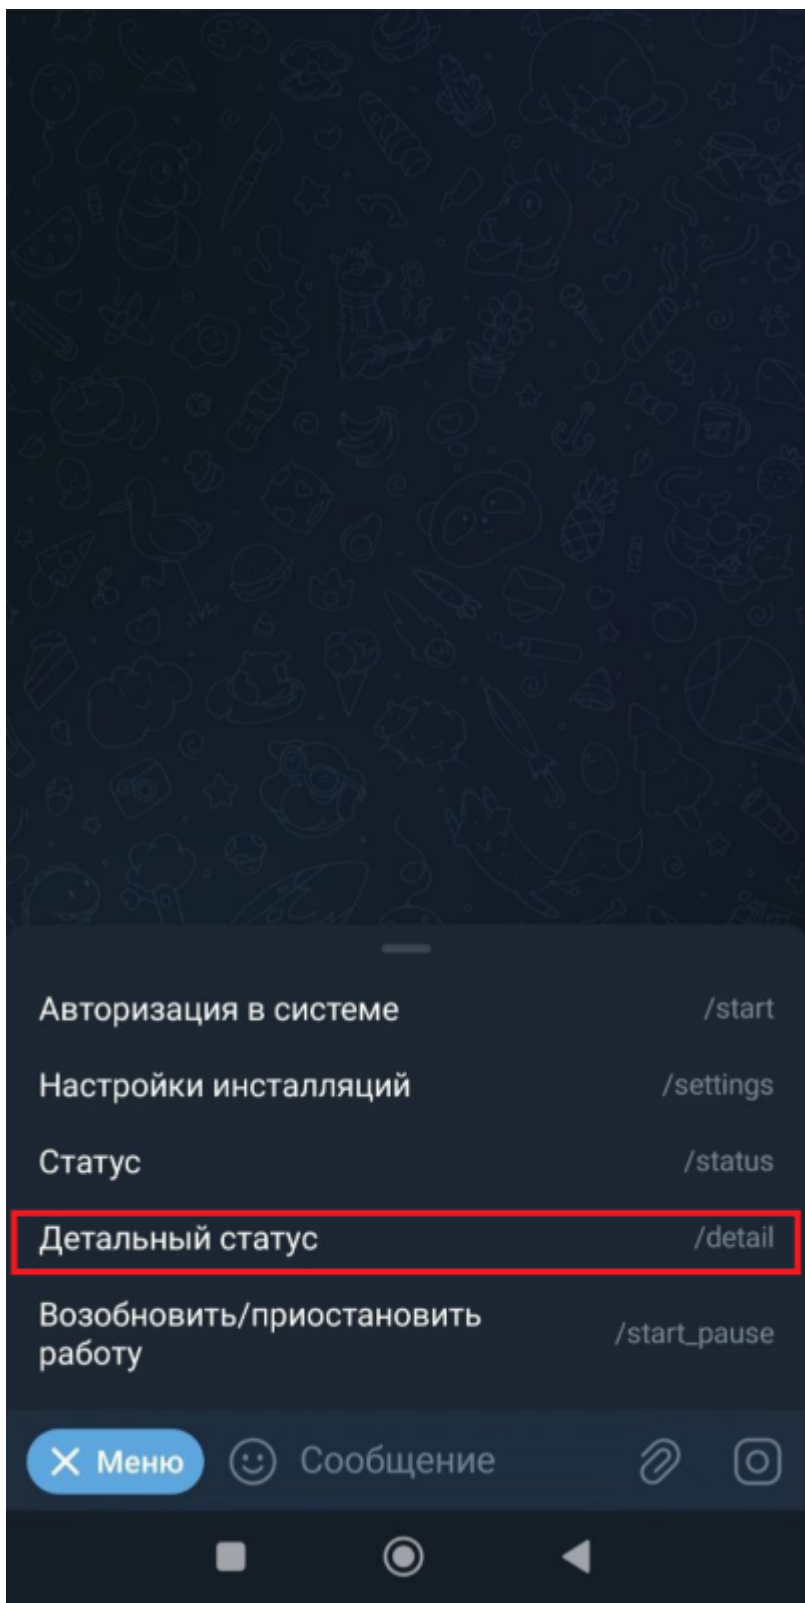 Авторизация в системе /start
Настройки инсталляций /settings
Статус /status
Детальный статус /detail
Возобновить/приостановить
работу /start_pause
Меню Сообщение